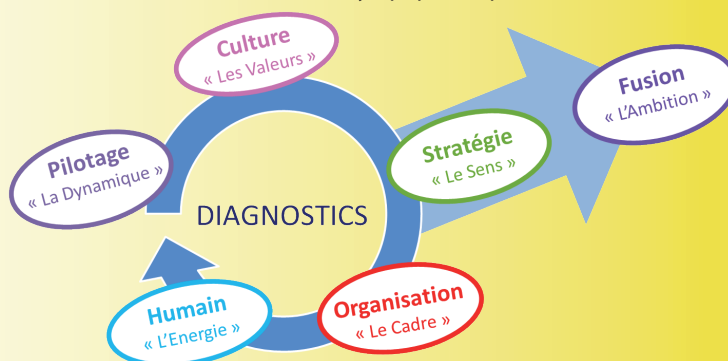 Culture
« Les Valeurs »
Fusion
« L'Ambition »
Stratégie
« Le Sens »
Pilotage
« La Dynamique »
DIAGNOSTICS
Humain
« L'Energie »
Organisation
« Le Cadre »